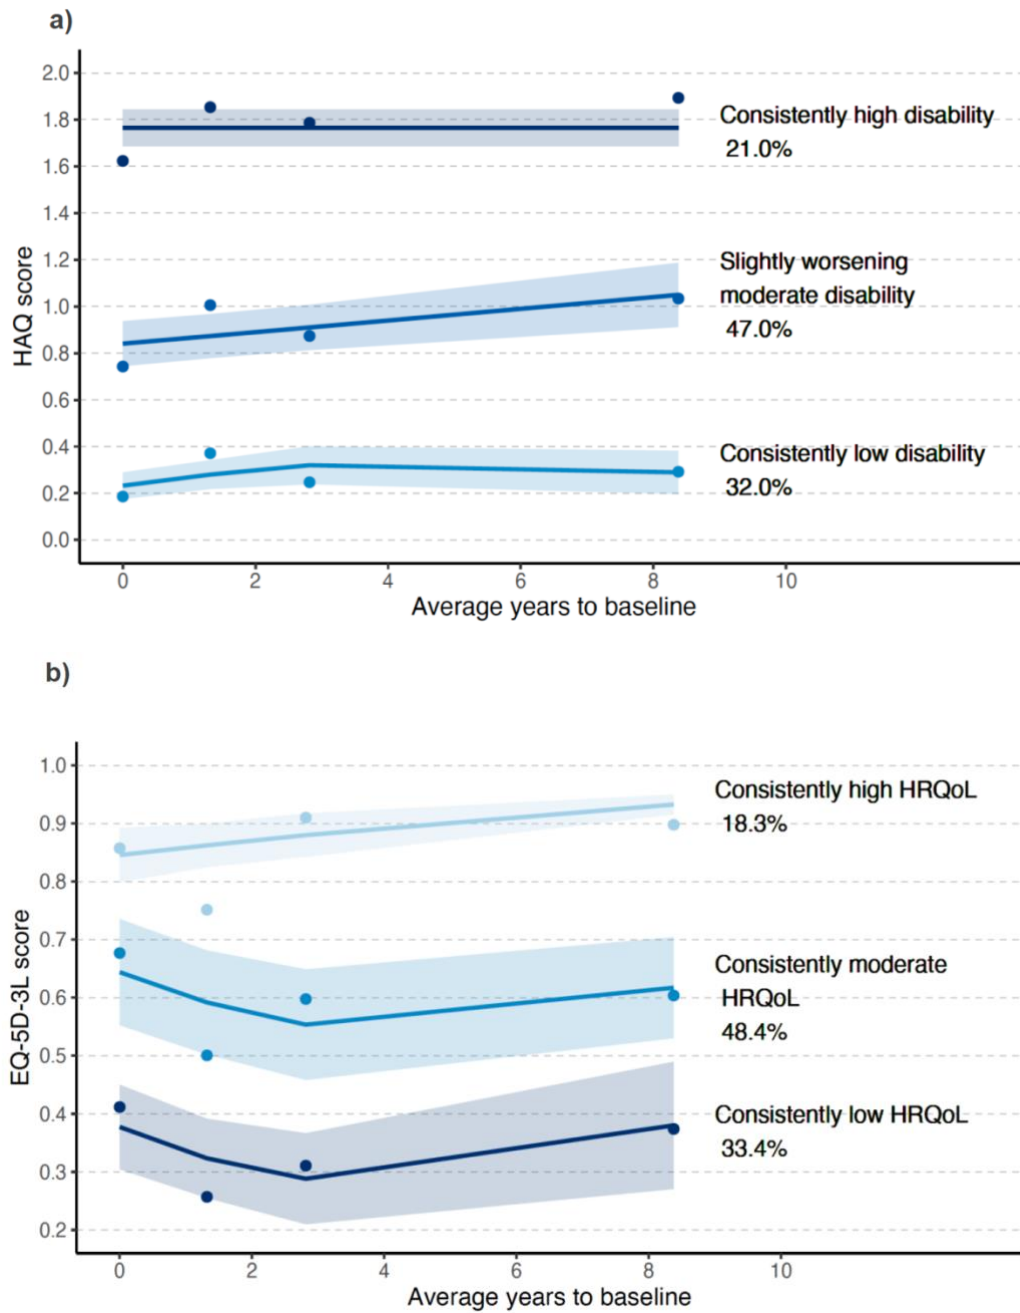 a)
2.0
1.8
1.6
1.4
1.2
1.0
0.8
0.6
0.4
0.2
0.0
HAQ score
Consistently high disability
21.0%
Slightly worsening
moderate disability
47.0%
Consistently low disability
32.0%
0 2 4 6 8 10
Average years to baseline
b)
1.0
0.9
0.8
0.7
0.6
0.5
0.4
0.3
0.2
EQ-5D-3L score
Consistently high HRQoL
18.3%
Consistently moderate
HRQoL
48.4%
Consistently low HRQoL
33.4%
0 2 4 6 8 10
Average years to baseline